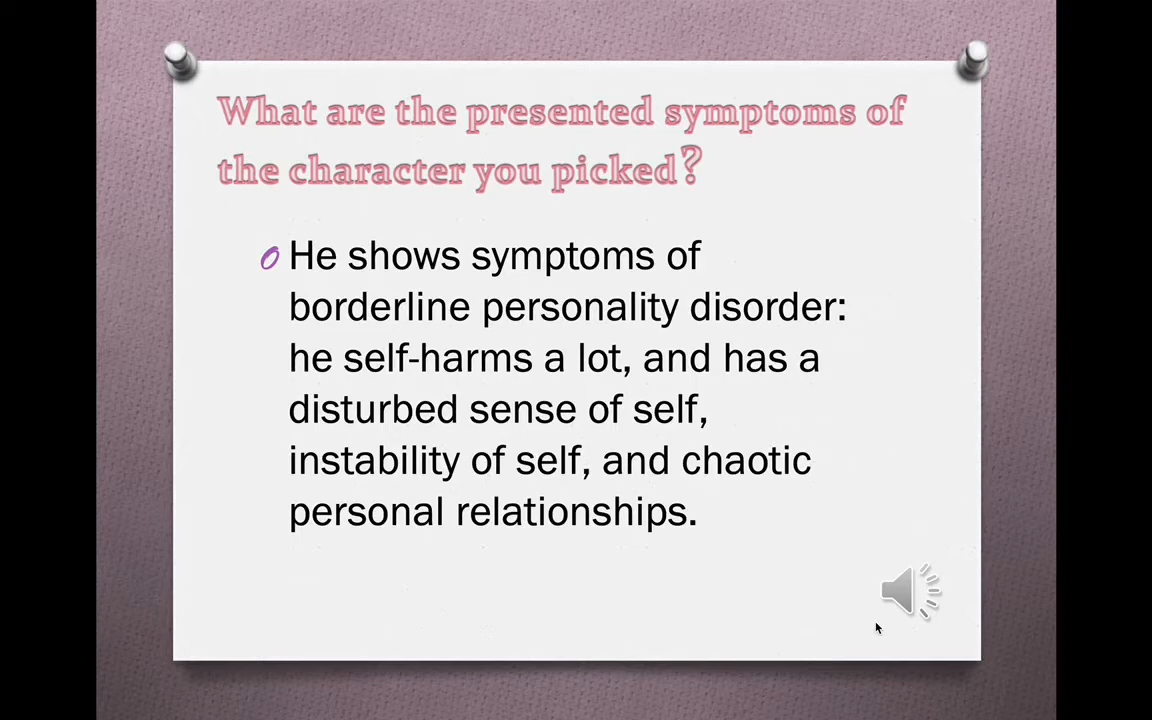 What are the presented symptoms of
the character you picked?
He shows symptoms of
borderline personality disorder:
he self-harms a lot, and has a
disturbed sense of self,
instability of self, and chaotic
personal relationships.